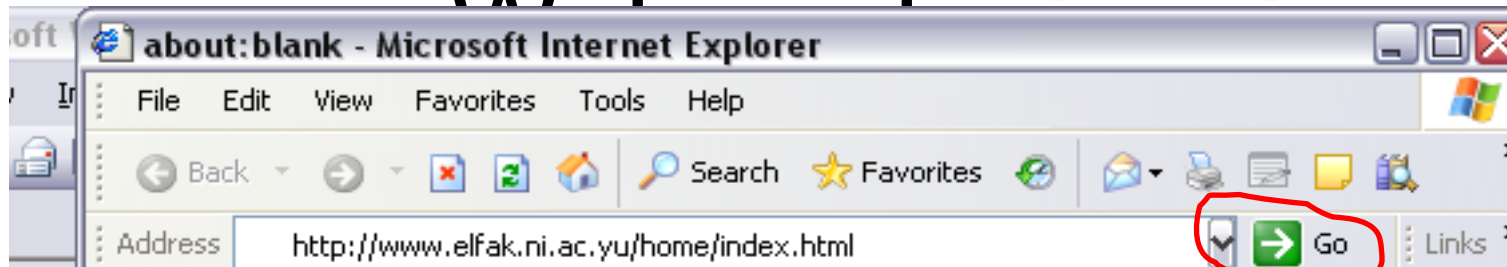 oft
about:blank - Microsoft Internet Explorer
File Edit View Favorites Tools Help
Back Search Favorites
Address http://www.elfak.ni.ac.yu/home/index.html Go Links